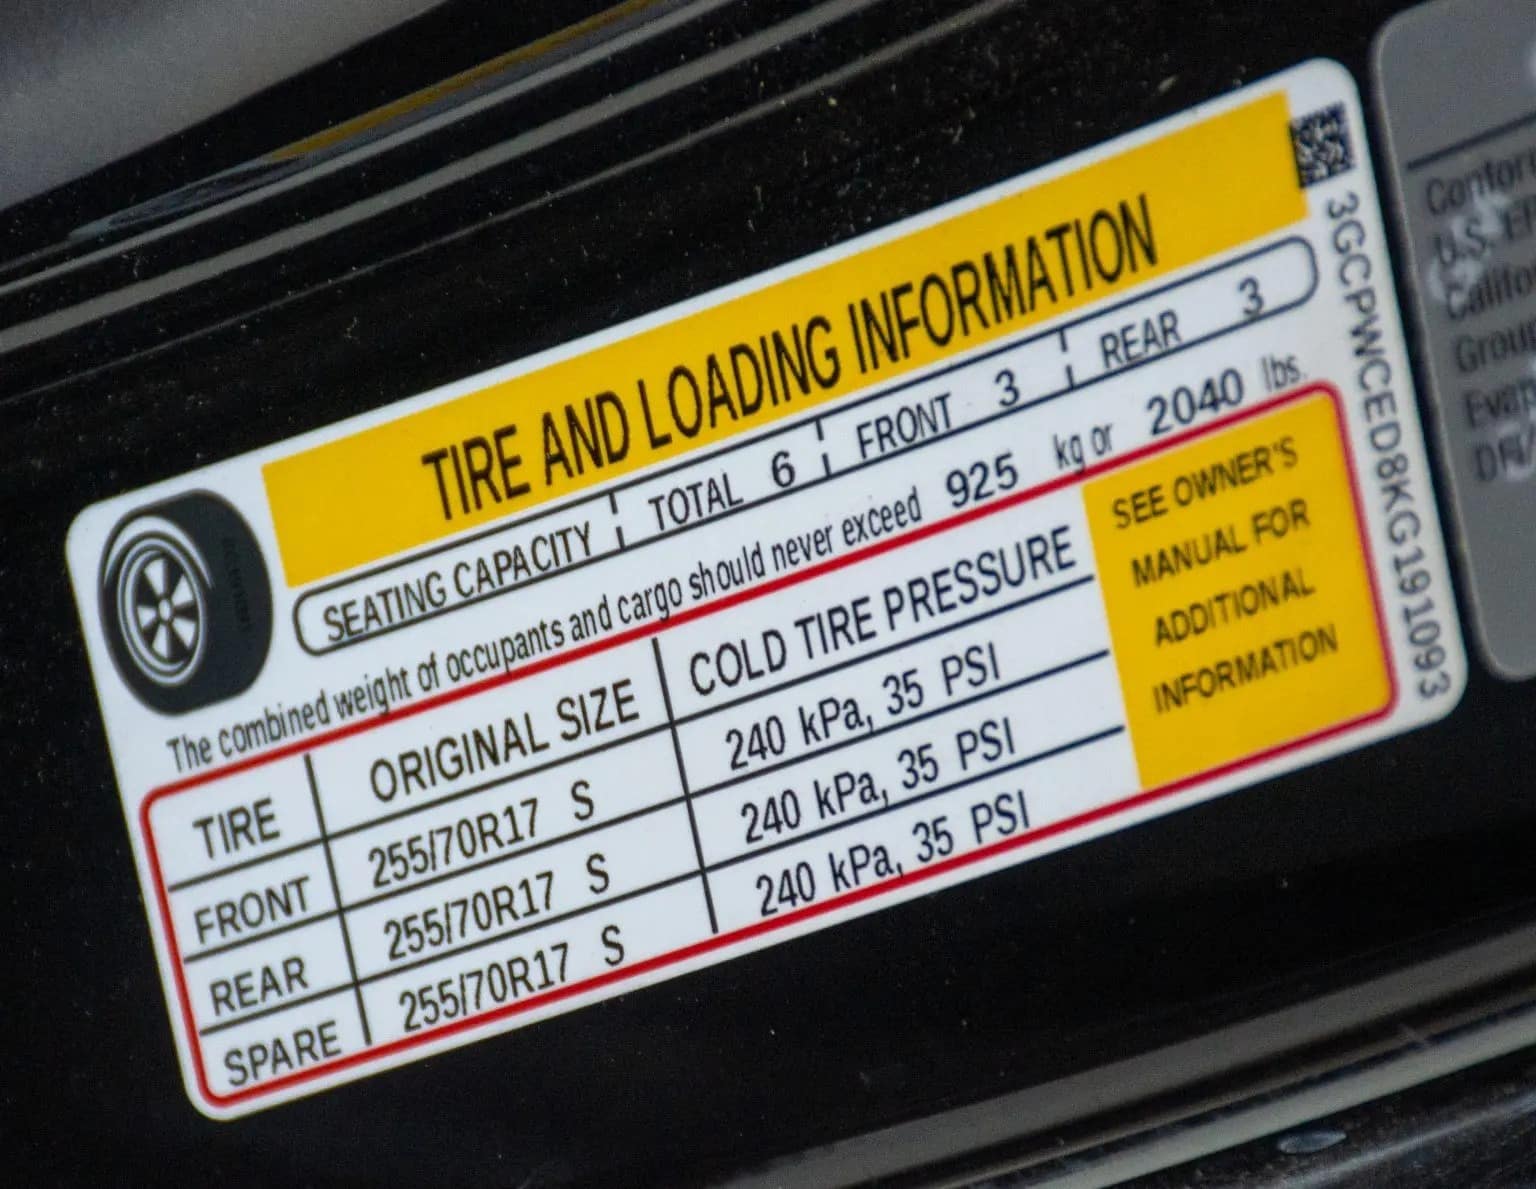 TIRE AND LOADING INFORMATION
SEATING CAPACITY TOTAL 6 FRONT 3 REAR 3
The combined weight of occupants and cargo should never exceed 925 kg or 2040 lbs.
TIRE ORIGINAL SIZE COLD TIRE PRESSURE
FRONT 255/70R17 S 240 kPa, 35 PSI
REAR 255/70R17 S 240 kPa, 35 PSI
SPARE 255/70R17 S 240 kPa, 35 PSI
SEE OWNER'S
MANUAL FOR
ADDITIONAL
INFORMATION
3GCPWCED8KG191093
U.S.
Group